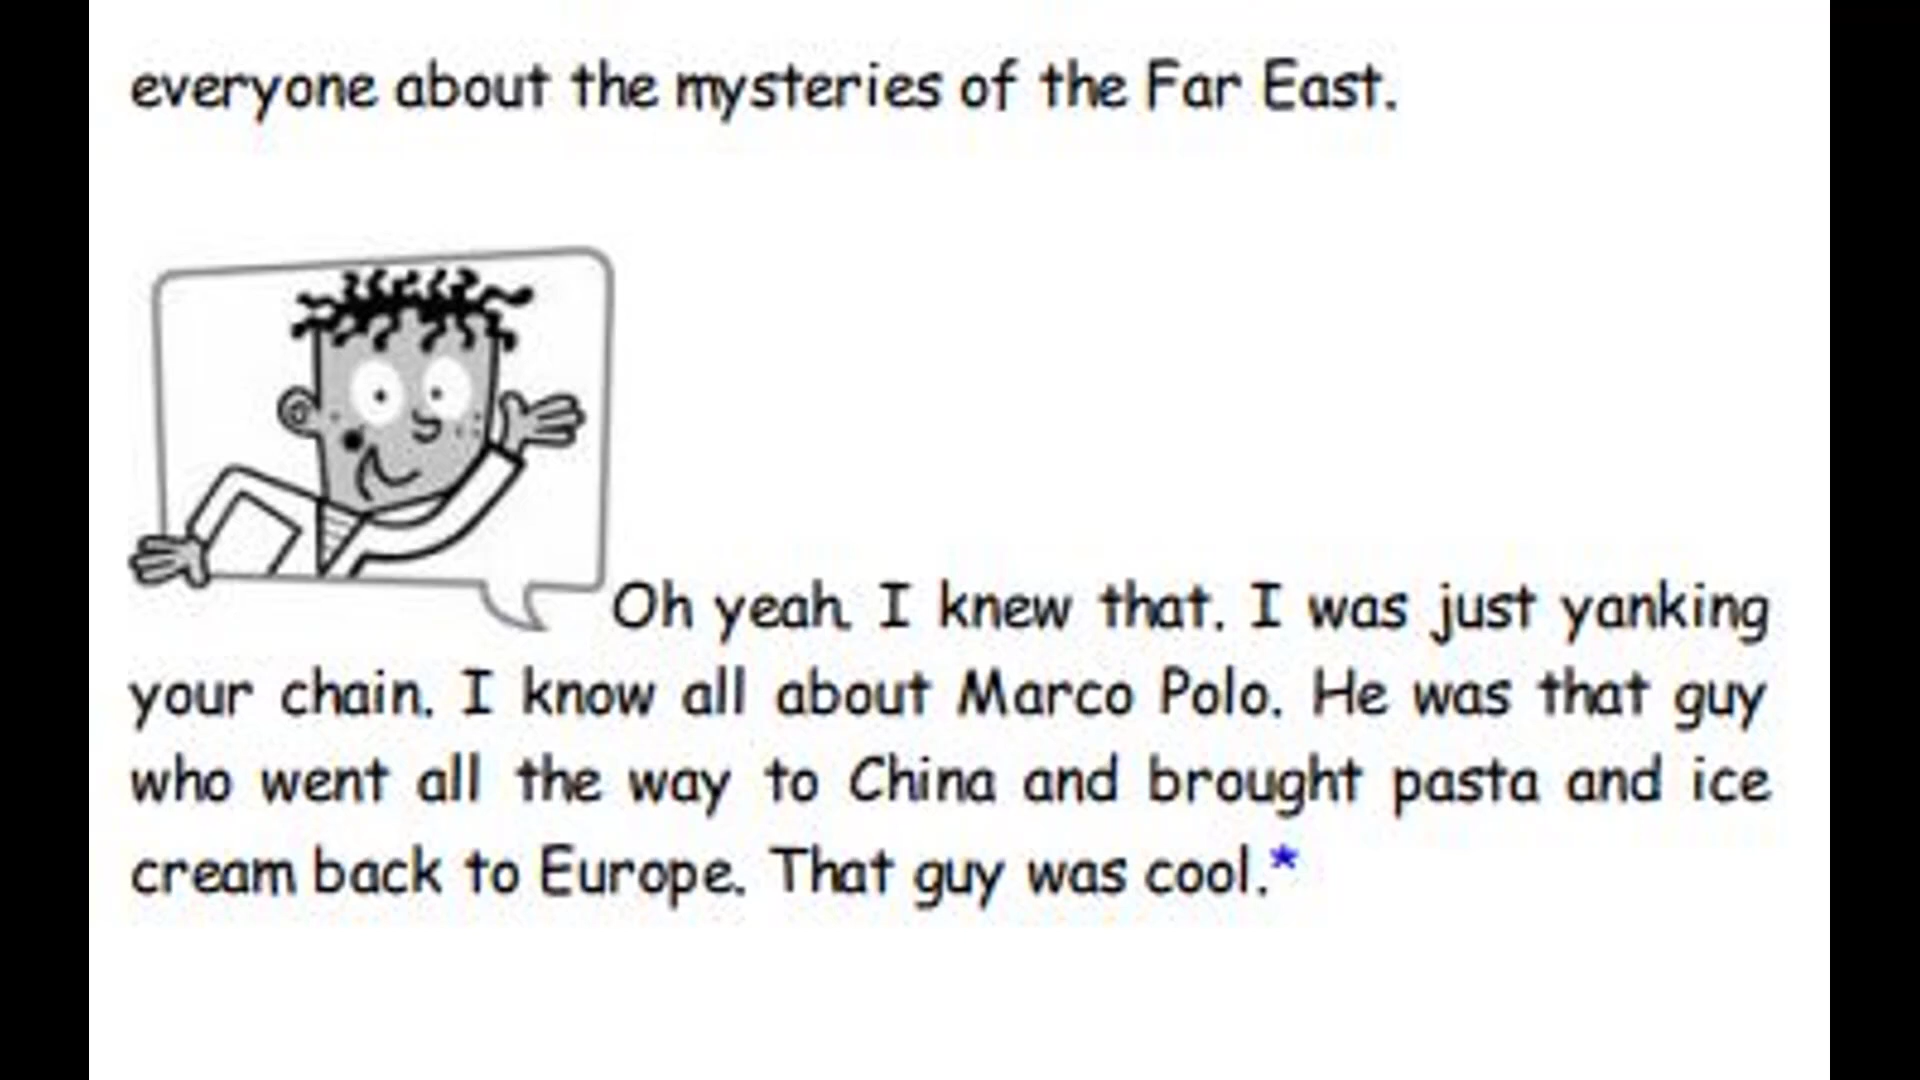 everyone about the mysteries of the Far East.
Oh yeah. I knew that. I was just yanking
your chain. I know all about Marco Polo. He was that guy
who went all the way to China and brought pasta and ice
cream back to Europe. That guy was cool.*